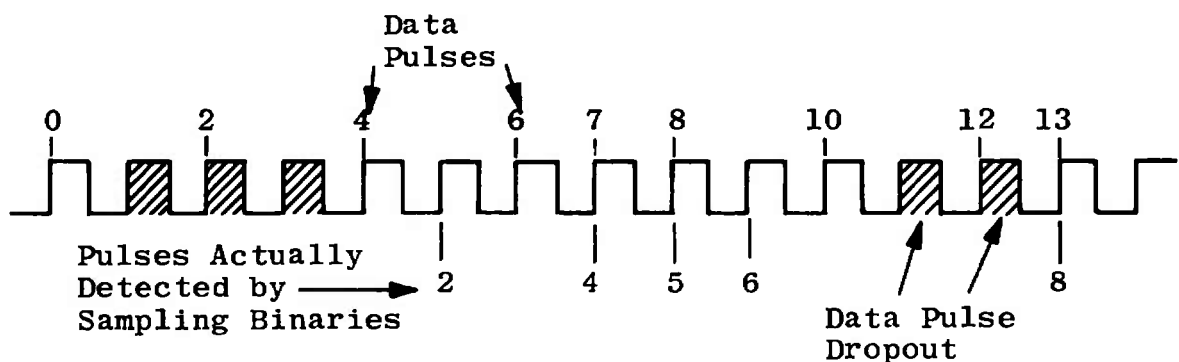 Data
Pulses
0 2 4 6 7 8 10 12 13
Pulses Actually
Detected by
Sampling Binaries
2 4 5 6 8
Data Pulse
Dropout